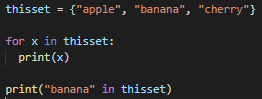 thisset = {"apple", "banana", "cherry"}
for x in thisset:
  print(x)
print("banana" in thisset)